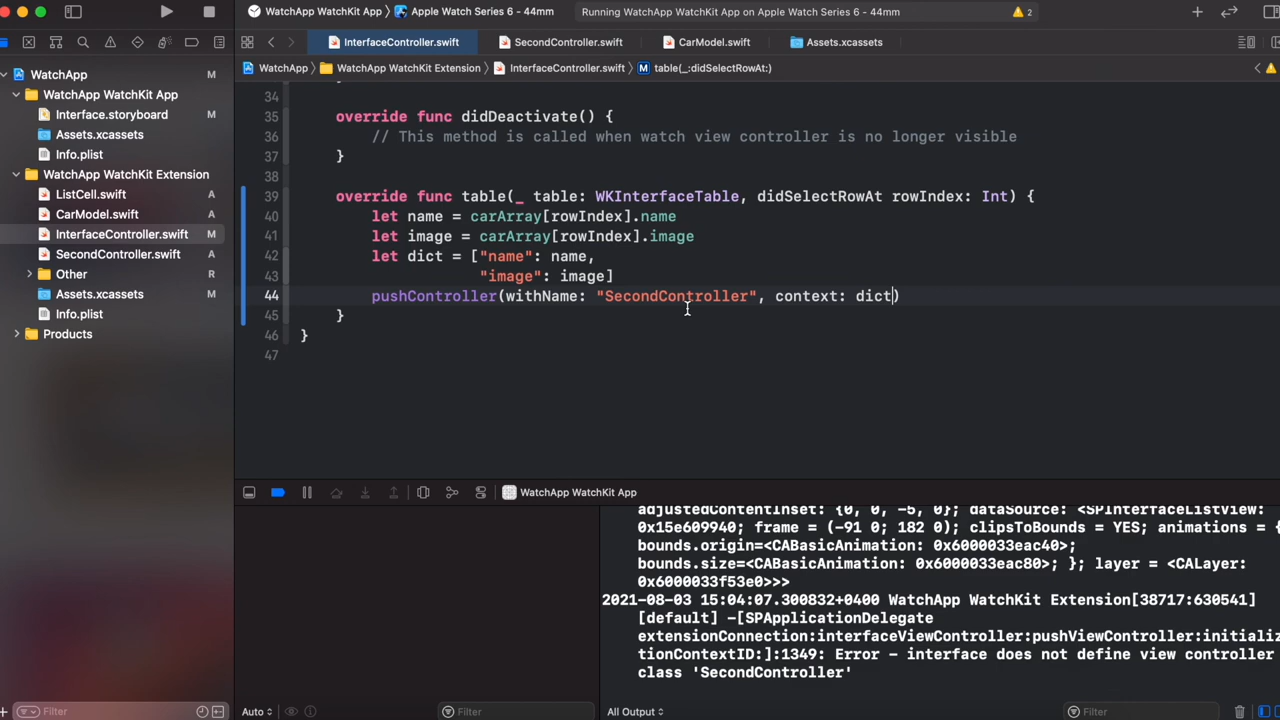 WatchApp WatchKit App
Apple Watch Series 6 - 44mm
Running WatchApp WatchKit App on Apple Watch Series 6 - 44mm
2
InterfaceController.swift
SecondController.swift
CarModel.swift
Assets.xcassets
WatchApp
WatchApp WatchKit Extension
InterfaceController.swift
M table(_:didSelectRowAt:)
WatchApp M
WatchApp WatchKit App
Interface.storyboard M
Assets.xcassets
Info.plist
WatchApp WatchKit Extension
ListCell.swift A
CarModel.swift A
InterfaceController.swift M
SecondController.swift A
Other
Assets.xcassets A
Info.plist
Products
34
35 override func didDeactivate() {
36 // This method is called when watch view controller is no longer visible
37 }
38
39 override func table(_ table: WKInterfaceTable, didSelectRowAt rowIndex: Int) {
40 let name = carArray[rowIndex].name
41 let image = carArray[rowIndex].image
42 let dict = ["name": name,
43 "image": image]
44 pushController(withName: "SecondController", context: dict)
45 }
46 }
47
WatchApp WatchKit App
adjustedContentInset: {0, 0, -5, 0}; dataSource: <SPInterfaceListView:
0x15e609940; frame = (-91 0; 182 0); clipsToBounds = YES; animations = {
bounds.origin=<CABasicAnimation: 0x6000033eac40>;
bounds.size=<CABasicAnimation: 0x6000033eac80>; }; layer = <CALayer:
0x6000033f53e0>>>
2021-08-03 15:04:07.300832+0400 WatchApp WatchKit Extension[38717:630541]
[default] -[SPApplicationDelegate
extensionConnection:interfaceViewController:pushViewController:initializ
tionContextID:]:1349: Error - interface does not define view controller
class 'SecondController'
Filter
Auto
Filter
All Output
Filter